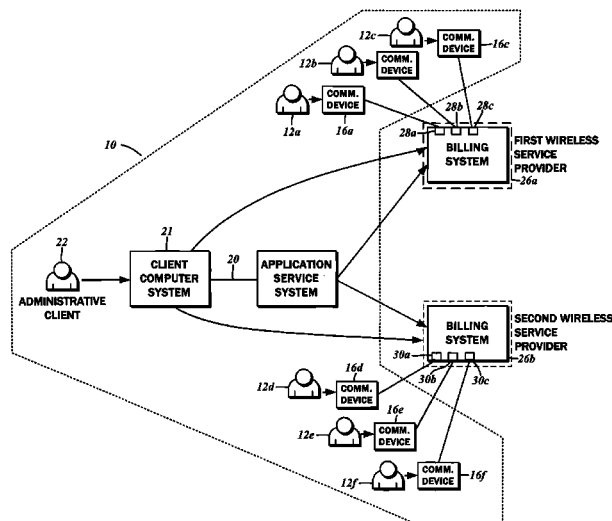 12c
COMM.
DEVICE
16c
12b
COMM.
DEVICE
COMM.
DEVICE
12a
16a
28b
28c
28a
10
BILLING
SYSTEM
FIRST WIRELESS
SERVICE
PROVIDER
26a
22
21
CLIENT
COMPUTER
SYSTEM
20
APPLICATION
SERVICE
SYSTEM
ADMINISTRATIVE
CLIENT
BILLING
SYSTEM
SECOND WIRELESS
SERVICE
PROVIDER
26b
30a
30b
30c
16d
12d
COMM.
DEVICE
16e
12e
COMM.
DEVICE
12f
COMM.
DEVICE
16f